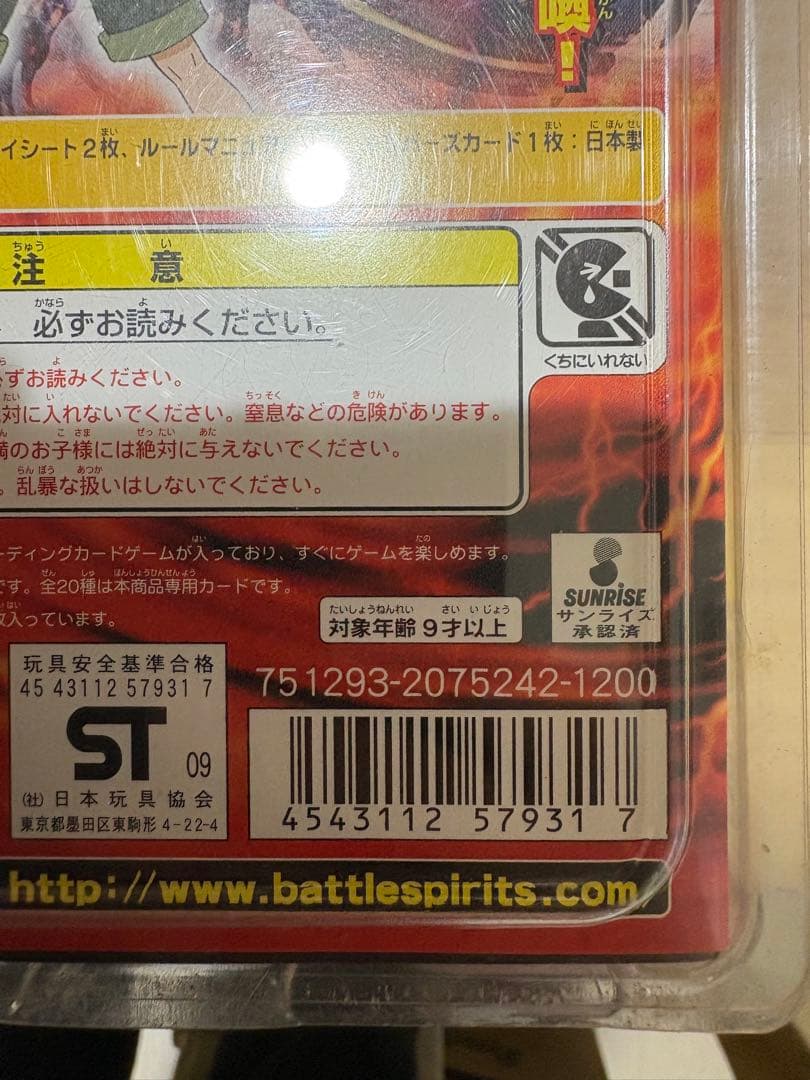 喚！
イシート2枚、ルールマニュ
ーズカード1枚：日本製
注意
必ずお読みください。
ずお読みください。
対に入れないでください。窒息などの危険があります。
満のお子様には絶対に与えないでください。
。乱暴な扱いはしないでください。
くちにいれない
ーディングカードゲームが入っており、すぐにゲームを楽しめます。
です。全20種は本商品専用カードです。
入っています。
対象年齢9才以上
SUNRISE
サンライズ
承認済
玩具安全基準合格
45 43112 57931 7
ST 09
(社)日本玩具協会
東京都墨田区東駒形4-22-4
751293-2075242-1200
4543112 57931 7
http://www.battlespirits.com